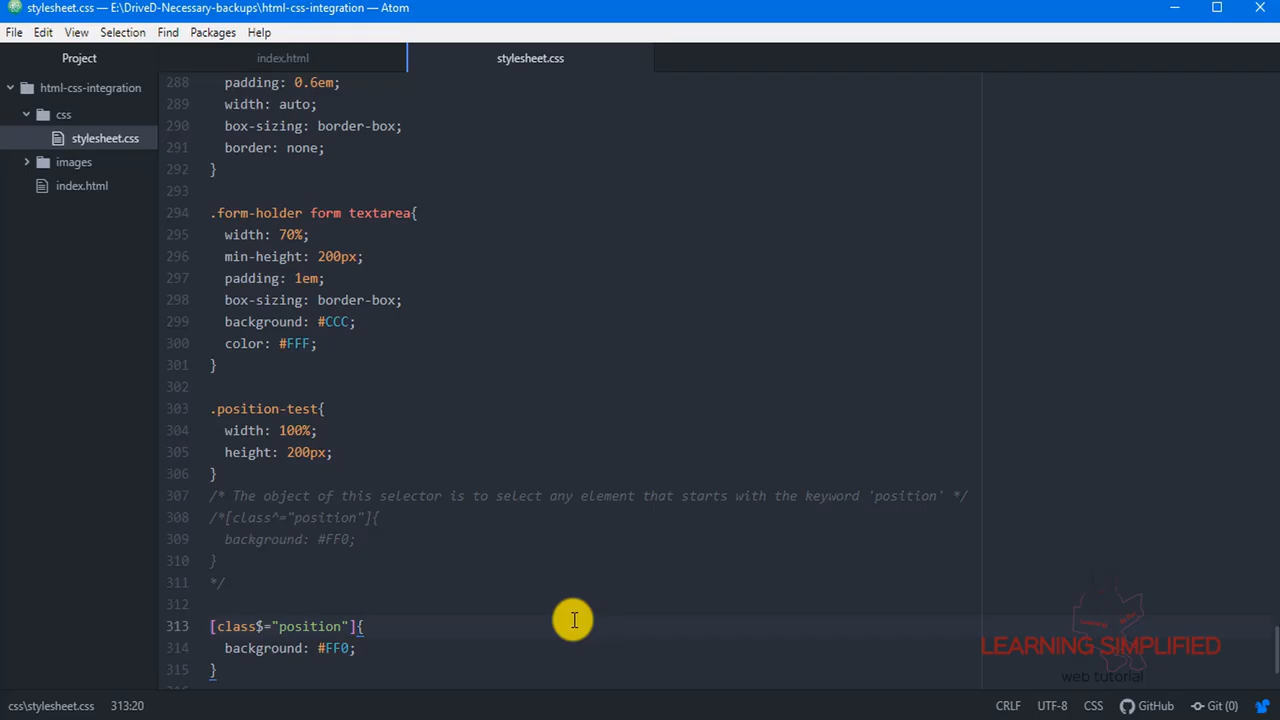 stylesheet.css — E:\DriveD-Necessary-backups\html-css-integration — Atom
File Edit View Selection Find Packages Help
Project
index.html
stylesheet.css
html-css-integration
css
stylesheet.css
images
index.html
288 padding: 0.6em;
289 width: auto;
290 box-sizing: border-box;
291 border: none;
292 }
293
294 .form-holder form textarea{
295 width: 70%;
296 min-height: 200px;
297 padding: 1em;
298 box-sizing: border-box;
299 background: #CCC;
300 color: #FFF;
301 }
302
303 .position-test{
304 width: 100%;
305 height: 200px;
306 }
307 /* The object of this selector is to select any element that starts with the keyword 'position' */
308 /*[class^="position"]{
309 background: #FF0;
310 }
311 */
312
313 [class$="position"]{
314 background: #FF0;
315 }
LEARNING SIMPLIFIED
web tutorial
css\stylesheet.css 313:20 CRLF UTF-8 CSS GitHub Git (0)